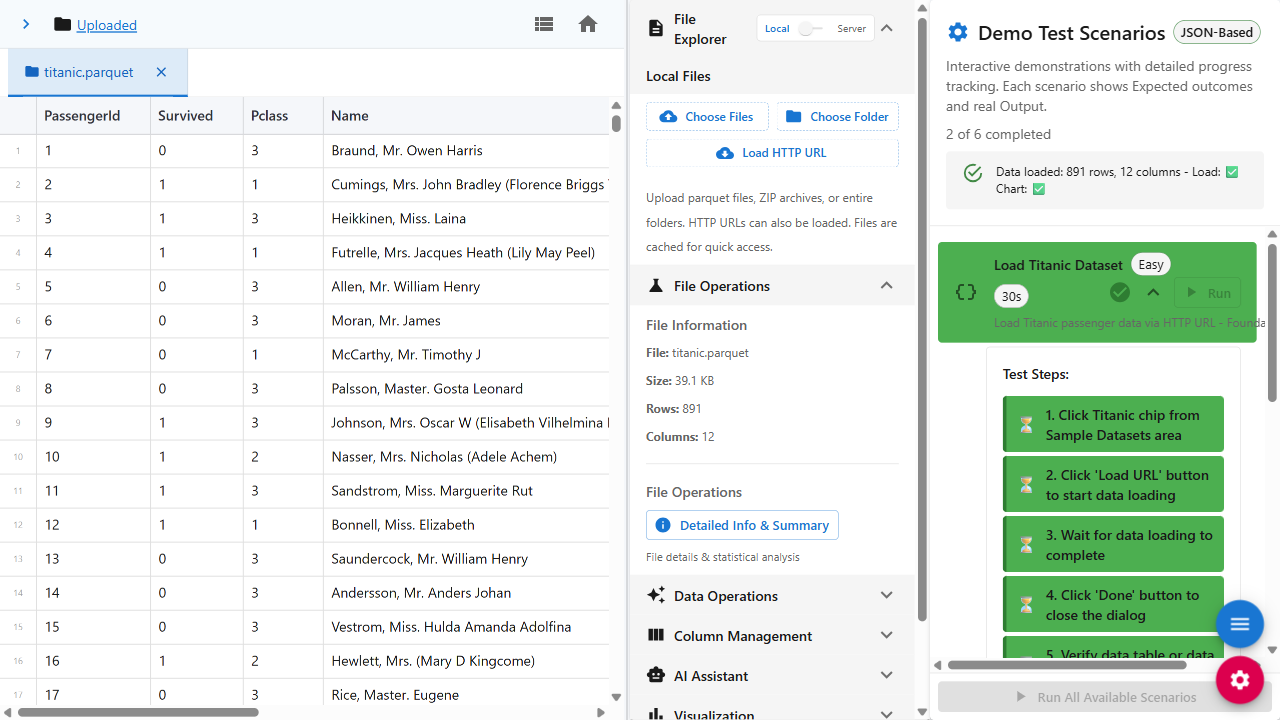 Uploaded
titanic.parquet
PassengerId Survived Pclass Name
1 1 0 3 Braund, Mr. Owen Harris
2 2 1 1 Cumings, Mrs. John Bradley (Florence Briggs
3 3 1 3 Heikkinen, Miss. Laina
4 4 1 1 Futrelle, Mrs. Jacques Heath (Lily May Peel)
5 5 0 3 Allen, Mr. William Henry
6 6 0 3 Moran, Mr. James
7 7 0 1 McCarthy, Mr. Timothy J
8 8 0 3 Palsson, Master. Gosta Leonard
9 9 1 3 Johnson, Mrs. Oscar W (Elisabeth Vilhelmina
10 10 1 2 Nasser, Mrs. Nicholas (Adele Achem)
11 11 1 3 Sandstrom, Miss. Marguerite Rut
12 12 1 1 Bonnell, Miss. Elizabeth
13 13 0 3 Saundercock, Mr. William Henry
14 14 0 3 Andersson, Mr. Anders Johan
15 15 0 3 Vestrom, Miss. Hulda Amanda Adolfina
16 16 1 2 Hewlett, Mrs. (Mary D Kingcome)
17 17 0 3 Rice, Master. Eugene
File
Explorer
Local Server
Local Files
Choose Files
Choose Folder
Load HTTP URL
Upload parquet files, ZIP archives, or entire
folders. HTTP URLs can also be loaded. Files are
cached for quick access.
File Operations
File Information
File: titanic.parquet
Size: 39.1 KB
Rows: 891
Columns: 12
File Operations
Detailed Info & Summary
File details & statistical analysis
Data Operations
Column Management
AI Assistant
Visualization
Demo Test Scenarios JSON-Based
Interactive demonstrations with detailed progress
tracking. Each scenario shows Expected outcomes
and real Output.
2 of 6 completed
Data loaded: 891 rows, 12 columns - Load: ✅
Chart: ✅
Load Titanic Dataset Easy
30s Run
Load Titanic passenger data via HTTP URL - Founda
Test Steps:
1. Click Titanic chip from
Sample Datasets area
2. Click 'Load URL' button
to start data loading
3. Wait for data loading to
complete
4. Click 'Done' button to
close the dialog
5. Verify data table or data
Run All Available Scenarios